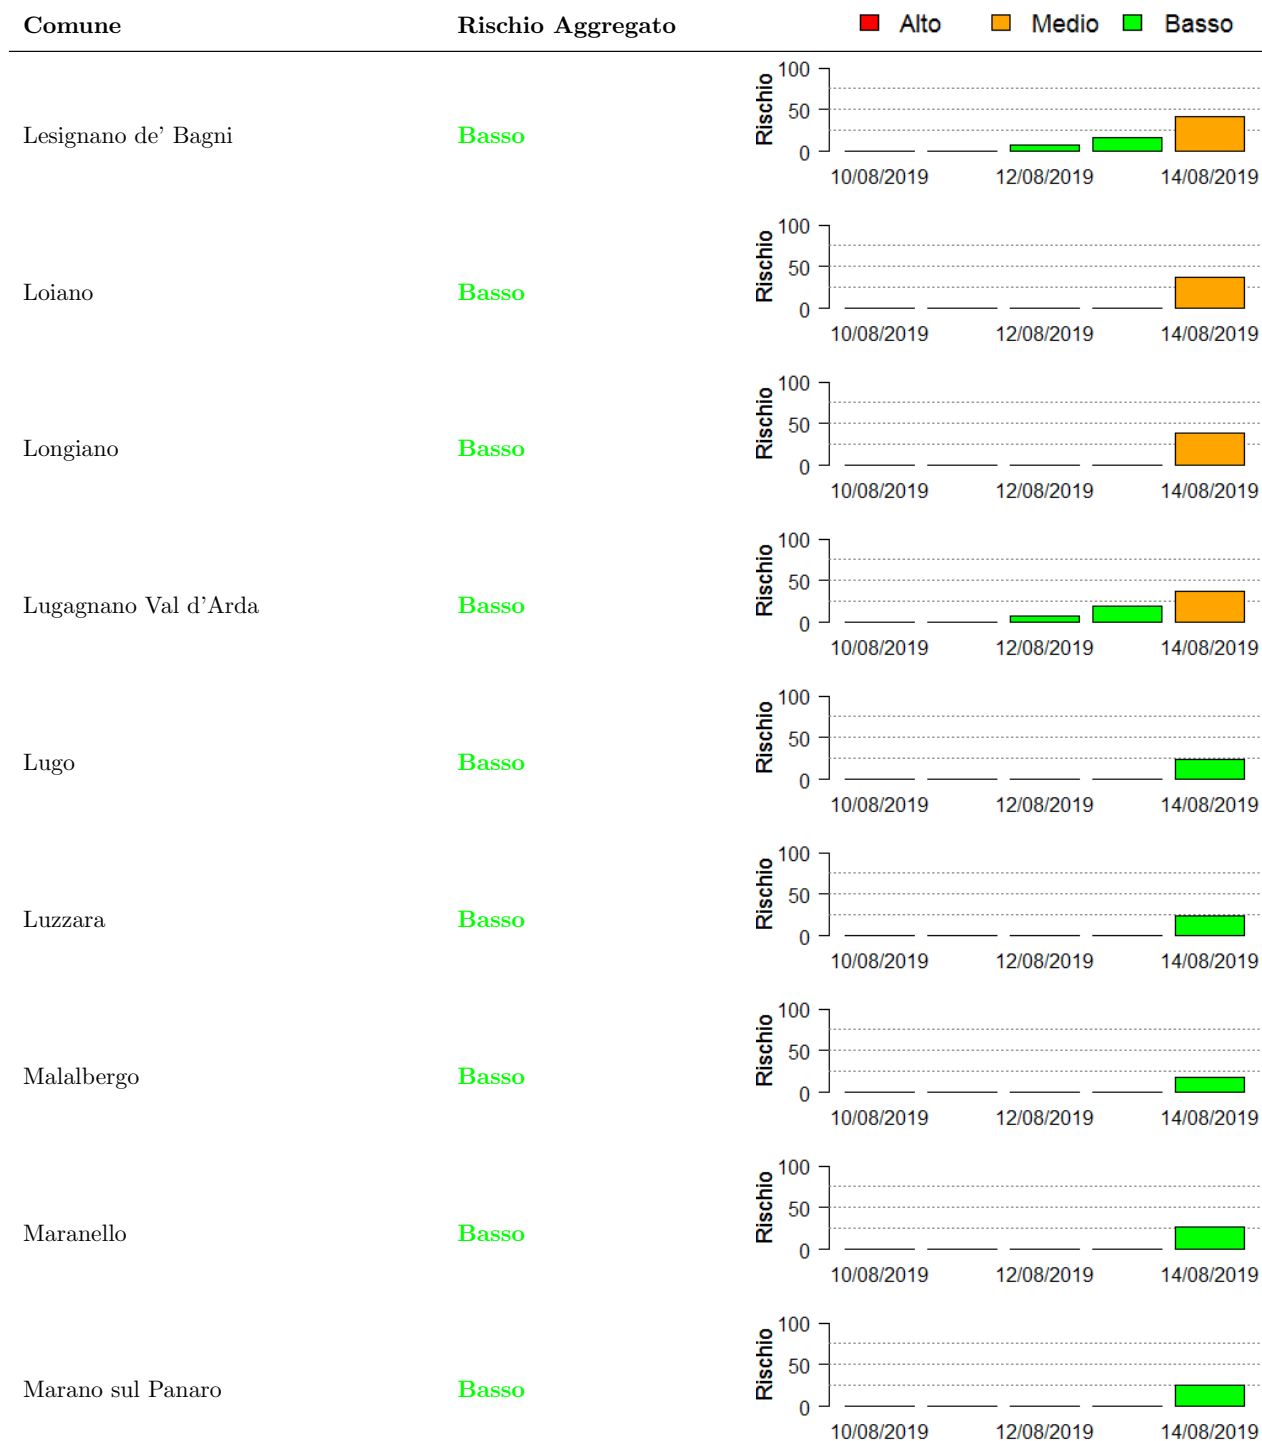 Comune Rischio Aggregato Alto Medio Basso
Lesignano de' Bagni Basso
Rischio
100
50
0
10/08/2019 12/08/2019 14/08/2019
Loiano Basso
Rischio
100
50
0
10/08/2019 12/08/2019 14/08/2019
Longiano Basso
Rischio
100
50
0
10/08/2019 12/08/2019 14/08/2019
Lugagnano Val d'Arda Basso
Rischio
100
50
0
10/08/2019 12/08/2019 14/08/2019
Lugo Basso
Rischio
100
50
0
10/08/2019 12/08/2019 14/08/2019
Luzzara Basso
Rischio
100
50
0
10/08/2019 12/08/2019 14/08/2019
Malalbergo Basso
Rischio
100
50
0
10/08/2019 12/08/2019 14/08/2019
Maranello Basso
Rischio
100
50
0
10/08/2019 12/08/2019 14/08/2019
Marano sul Panaro Basso
Rischio
100
50
0
10/08/2019 12/08/2019 14/08/2019